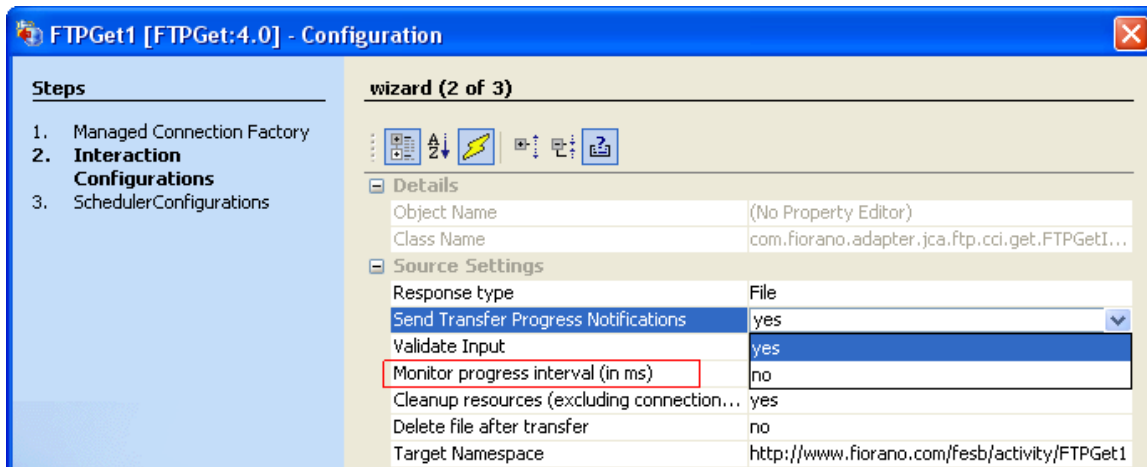 FTPGet1 [FTPGet:4.0] - Configuration
Steps
1. Managed Connection Factory
2. Interaction
Configurations
3. SchedulerConfigurations
wizard (2 of 3)
Details
Object Name (No Property Editor)
Class Name com.fiorano.adapter.jca.ftp.cci.get.FTPGetI...
Source Settings
Response type File
Send Transfer Progress Notifications yes
Validate Input yes
Monitor progress interval (in ms) no
Cleanup resources (excluding connection... yes
Delete file after transfer no
Target Namespace http://www.fiorano.com/fesb/activity/FTPGet1